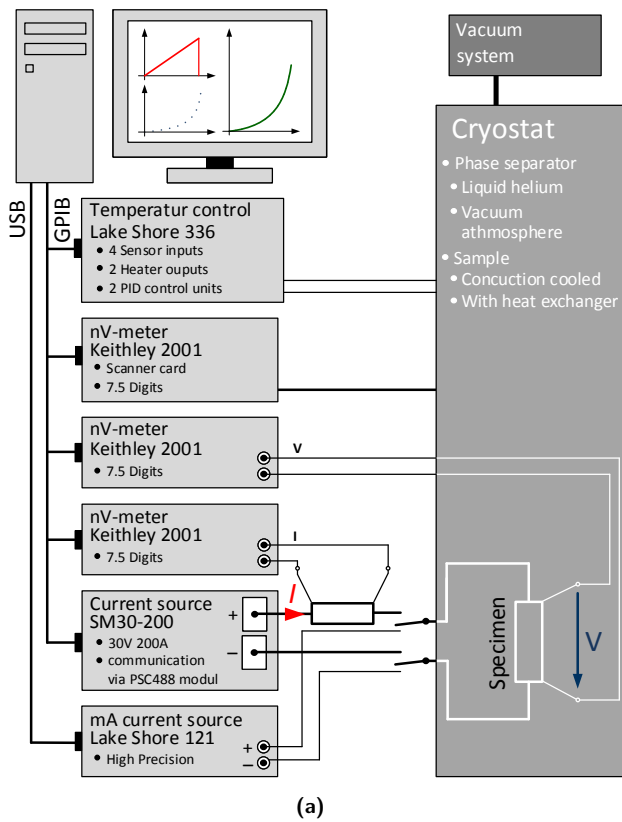 Vacuum
system
Cryostat
• Phase separator
• Liquid helium
• Vacuum
athmosphere
• Sample
• Concuction cooled
• With heat exchanger
USB
GPIB
Temperatur control
Lake Shore 336
• 4 Sensor inputs
• 2 Heater ouputs
• 2 PID control units
nV-meter
Keithley 2001
• Scanner card
• 7.5 Digits
nV-meter
Keithley 2001
• 7.5 Digits
V
nV-meter
Keithley 2001
• 7.5 Digits
I
Current source
SM30-200
• 30V 200A
• communication
via PSC488 modul
+
−
I
Specimen
V
mA current source
Lake Shore 121
• High Precision
+
−
(a)